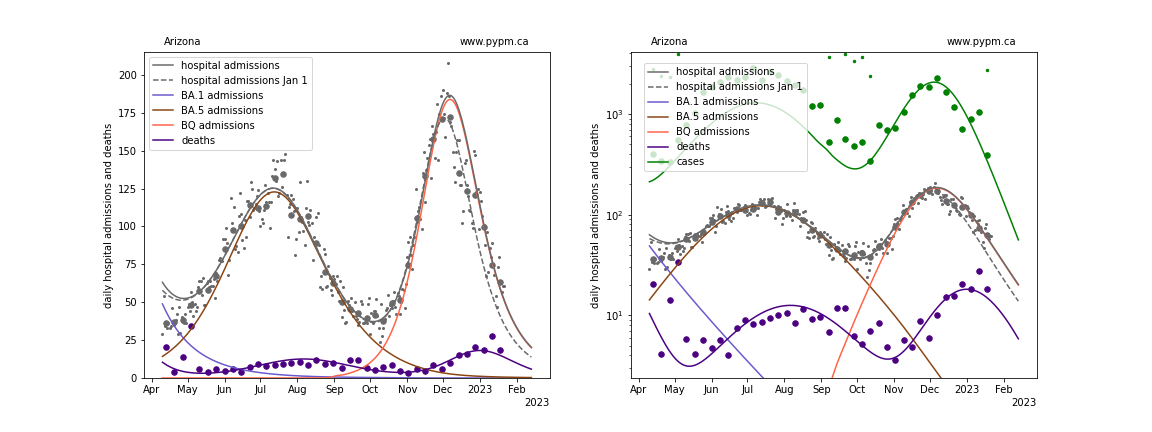 Arizona
www.pypm.ca
daily hospital admissions and deaths
200
175
150
125
100
75
50
25
0
hospital admissions
hospital admissions Jan 1
BA.1 admissions
BA.5 admissions
BQ admissions
deaths
Apr May Jun Jul Aug Sep Oct Nov Dec 2023 Feb
2023
Arizona
www.pypm.ca
daily hospital admissions and deaths
10³
10²
10¹
hospital admissions
hospital admissions Jan 1
BA.1 admissions
BA.5 admissions
BQ admissions
deaths
cases
Apr May Jun Jul Aug Sep Oct Nov Dec 2023 Feb
2023